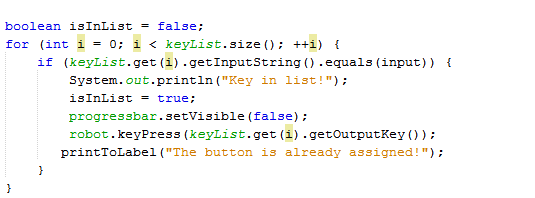 boolean isInList = false;
for (int i = 0; i < keyList.size(); ++i) {
    if (keyList.get(i).getInputString().equals(input)) {
        System.out.println("Key in list!");
        isInList = true;
        progressbar.setVisible(false);
        robot.keyPress(keyList.get(i).getOutputKey());
       printToLabel("The button is already assigned!");
    }
}